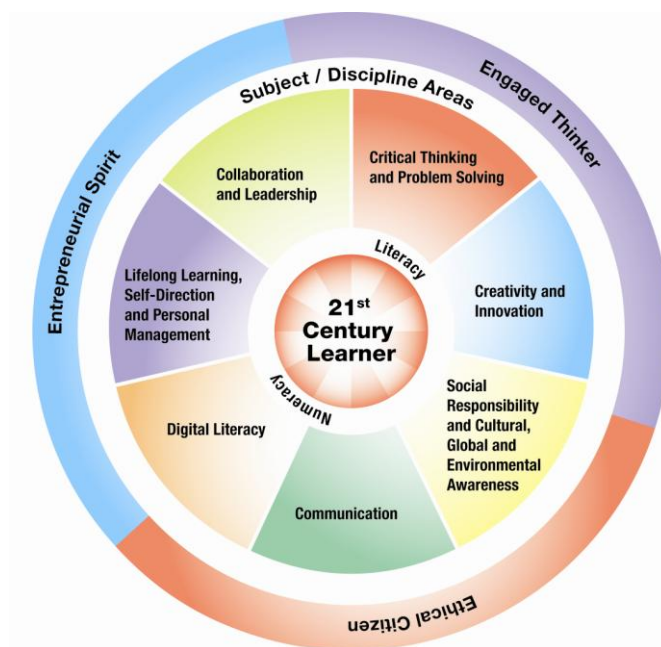 Entrepreneurial Spirit
Engaged Thinker
Subject / Discipline Areas
Collaboration
and Leadership
Critical Thinking
and Problem Solving
Lifelong Learning,
Self-Direction
and Personal
Management
Literacy
21st
Century
Learner
Numeracy
Creativity and
Innovation
Digital Literacy
Social
Responsibility
and Cultural,
Global and
Environmental
Awareness
Communication
Ethical Citizen